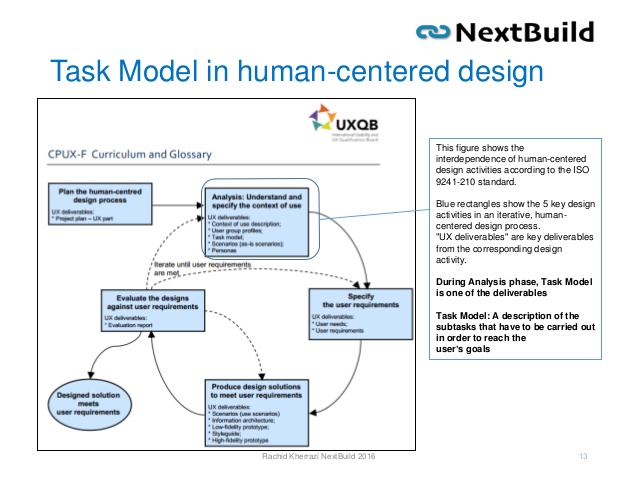 NextBuild
Task Model in human-centered design
UXQB
International Usability and
UX Qualification Board
CPUX-F Curriculum and Glossary
Plan the human-centred
design process
UX deliverables:
* Project plan – UX part
Analysis: Understand and
specify the context of use
UX deliverables:
* Context of use description;
* User group profiles;
* Task model;
* Scenarios (as-is scenarios);
* Personas
Iterate until user requirements
are met
Evaluate the designs
against user requirements
UX deliverables:
* Evaluation report
Specify
the user requirements
UX deliverables:
* User needs;
* User requirements
Designed solution
meets
user requirements
Produce design solutions
to meet user requirements
UX deliverables:
* Scenarios (use scenarios)
* Information architecture;
* Low-fidelity prototype;
* Styleguide;
* High-fidelity prototype
This figure shows the
interdependence of human-centered
design activities according to the ISO
9241-210 standard.
Blue rectangles show the 5 key design
activities in an iterative, human-
centered design process.
"UX deliverables" are key deliverables
from the corresponding design
activity.
During Analysis phase, Task Model
is one of the deliverables
Task Model: A description of the
subtasks that have to be carried out
in order to reach the
user's goals
Rachid Kherrazi NextBuild 2016
13